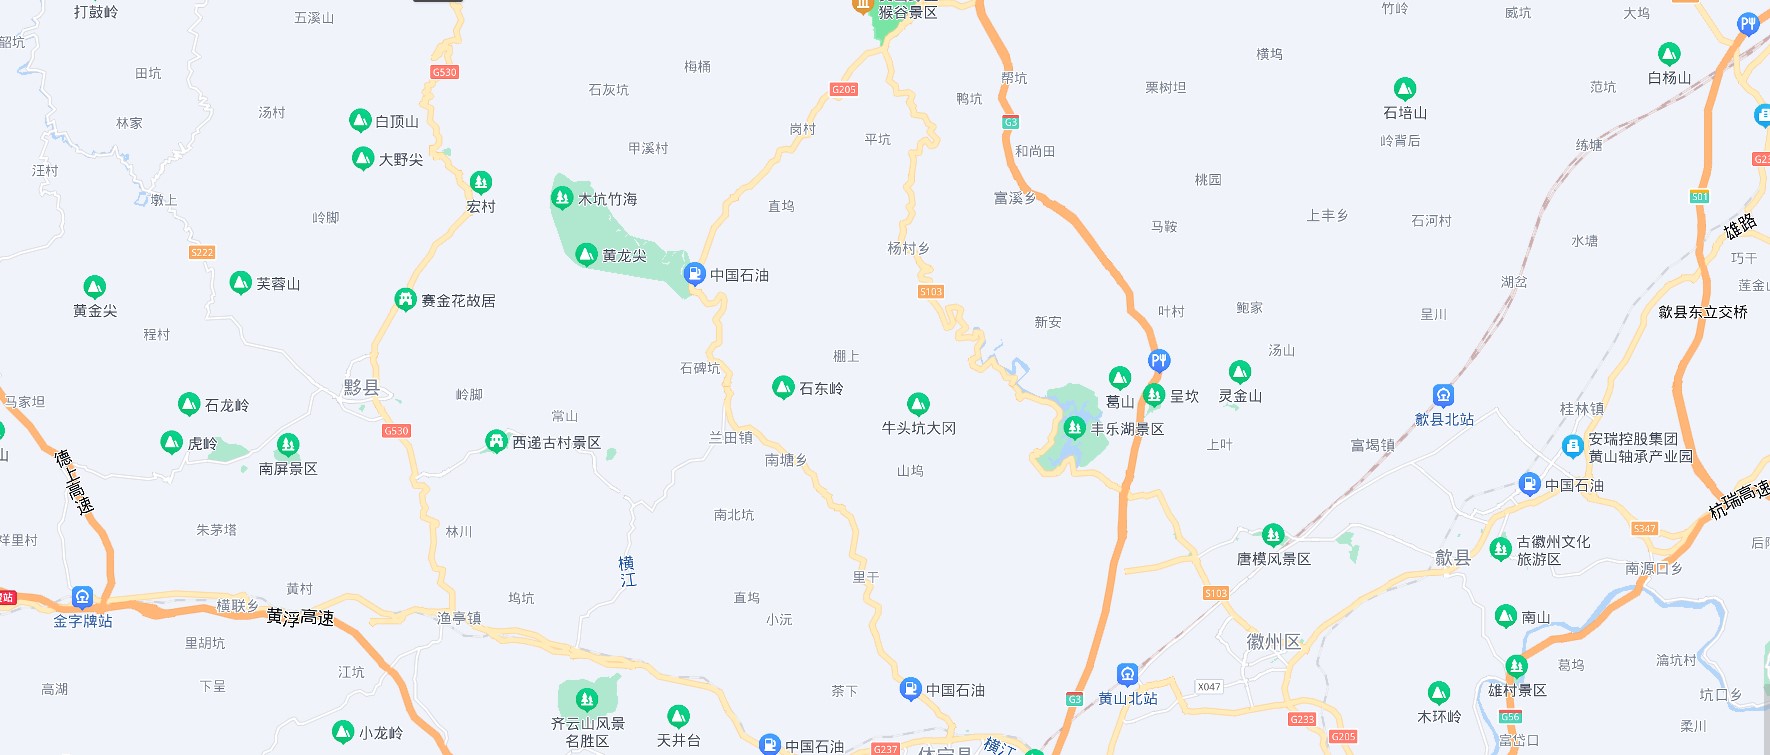 打鼓岭
五溪山
猴谷景区
竹岭
威坑
大坞
韶坑
田坑
G530
梅桶
石灰坑
G205
帮坑
鸭坑
横坞
栗树坦
石培山
范坑
白杨山
汤村
林家
白顶山
大野尖
岗村
平坑
G3
和尚田
岭背后
练塘
汪村
甲溪村
墩上
宏村
木坑竹海
直坞
富溪乡
桃园
S01
岭脚
上丰乡
石河村
马鞍
雄路
S222
黄龙尖
杨村乡
水塘
巧干
中国石油
芙蓉山
黄金尖
赛金花故居
S103
湖岔
程村
新安
叶村
鲍家
呈川
歙县东立交桥
石碑坑
棚上
汤山
黟县
岭脚
石东岭
葛山
呈坎
灵金山
马家坦
石龙岭
常山
牛头坑大冈
歙县北站
桂林镇
G530
虎岭
南屏景区
西递古村景区
兰田镇
丰乐湖景区
上叶
富堨镇
安瑞控股集团
黄山轴承产业园
德上高速
南塘乡
山坞
中国石油
杭瑞高速
朱茅塔
林川
南北坑
S347
祥里村
唐模风景区
歙县
古徽州文化
旅游区
横江
里干
南源口乡
金字牌站
黄村
横联乡
黄浮高速
渔亭镇
坞坑
直坞
小沅
S103
南山
里胡坑
徽州区
江坑
葛坞
瀹坑村
高湖
下呈
茶下
中国石油
黄山北站
X047
雄村景区
坑口乡
木环岭
柔川
齐云山风景
名胜区
G3
G233
G56
小龙岭
天井台
中国石油
G237
横江
G205
富岱口